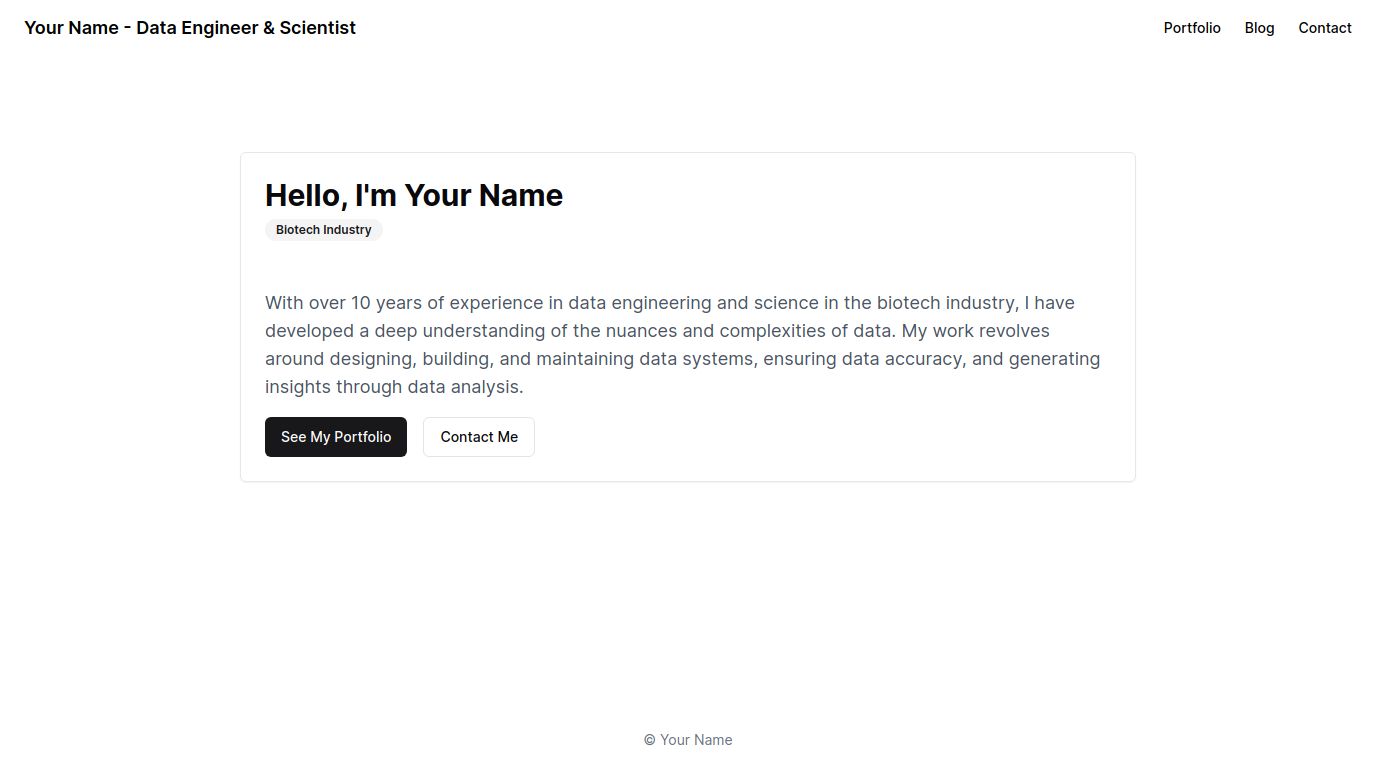 Your Name - Data Engineer & Scientist
Portfolio
Blog
Contact
Hello, I'm Your Name
Biotech Industry
With over 10 years of experience in data engineering and science in the biotech industry, I have
developed a deep understanding of the nuances and complexities of data. My work revolves
around designing, building, and maintaining data systems, ensuring data accuracy, and generating
insights through data analysis.
See My Portfolio
Contact Me
© Your Name